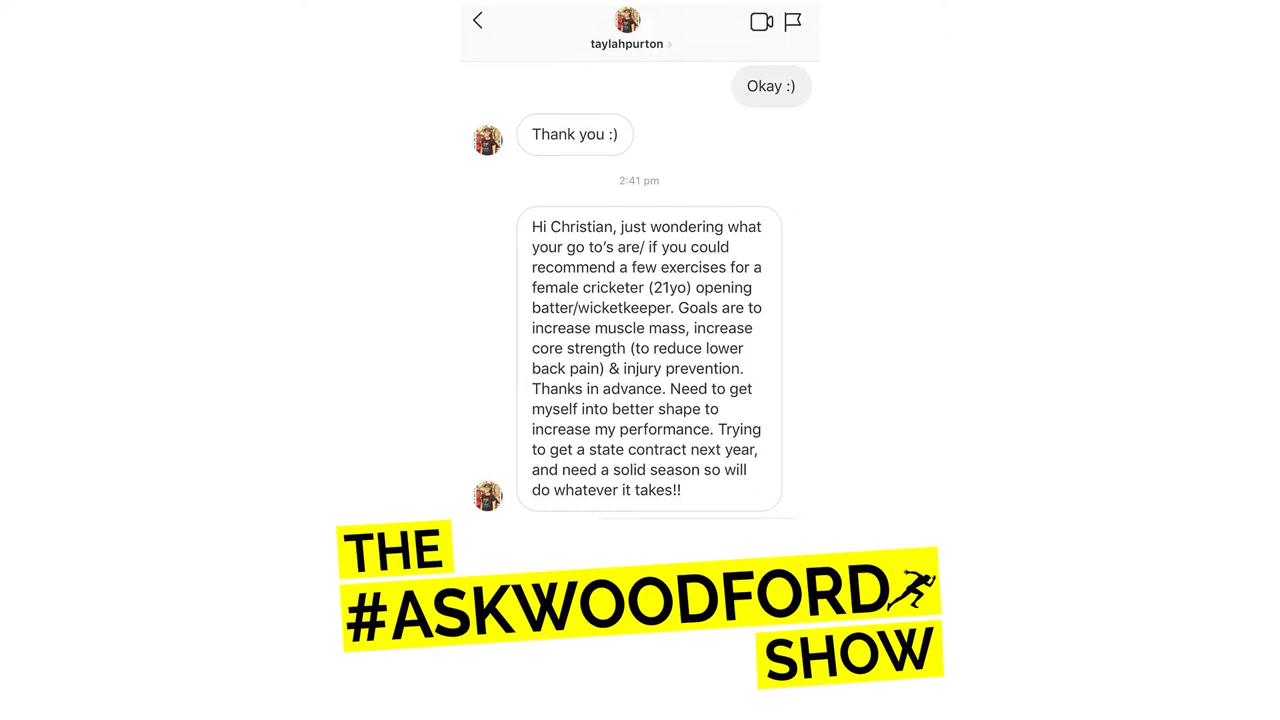 taylahpurton
Okay :)
Thank you :)
2:41 pm
Hi Christian, just wondering what
your go to’s are/ if you could
recommend a few exercises for a
female cricketer (21yo) opening
batter/wicketkeeper. Goals are to
increase muscle mass, increase
core strength (to reduce lower
back pain) & injury prevention.
Thanks in advance. Need to get
myself into better shape to
increase my performance. Trying
to get a state contract next year,
and need a solid season so will
do whatever it takes!!
THE
#ASKWOODFORD
SHOW